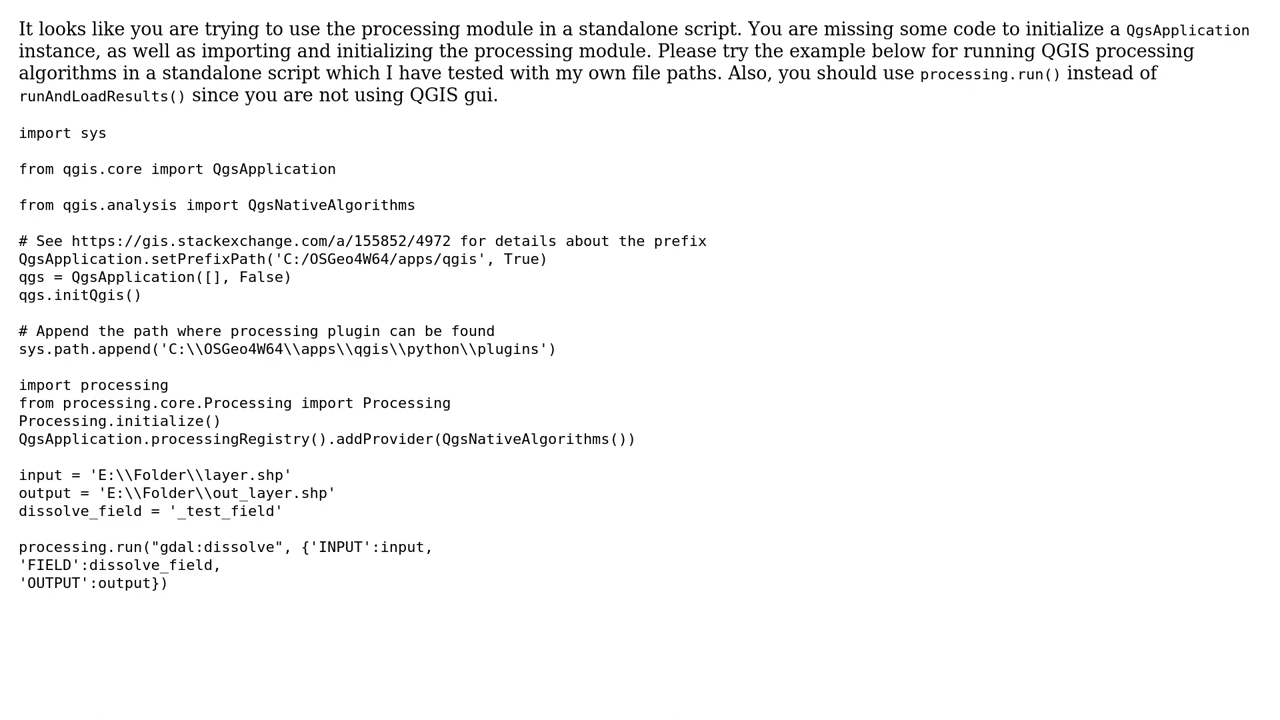 It looks like you are trying to use the processing module in a standalone script. You are missing some code to initialize a QgsApplication
instance, as well as importing and initializing the processing module. Please try the example below for running QGIS processing
algorithms in a standalone script which I have tested with my own file paths. Also, you should use processing.run() instead of
runAndLoadResults() since you are not using QGIS gui.
import sys
from qgis.core import QgsApplication
from qgis.analysis import QgsNativeAlgorithms
# See https://gis.stackexchange.com/a/155852/4972 for details about the prefix
QgsApplication.setPrefixPath('C:/OSGeo4W64/apps/qgis', True)
qgs = QgsApplication([], False)
qgs.initQgis()
# Append the path where processing plugin can be found
sys.path.append('C:\\OSGeo4W64\\apps\\qgis\\python\\plugins')
import processing
from processing.core.Processing import Processing
Processing.initialize()
QgsApplication.processingRegistry().addProvider(QgsNativeAlgorithms())
input = 'E:\\Folder\\layer.shp'
output = 'E:\\Folder\\out_layer.shp'
dissolve_field = '_test_field'
processing.run("gdal:dissolve", {'INPUT':input,
'FIELD':dissolve_field,
'OUTPUT':output})